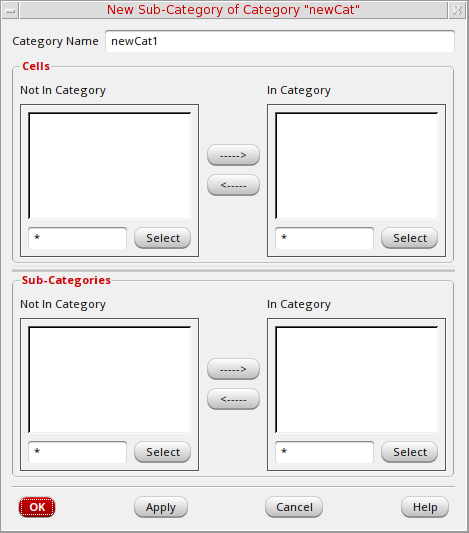 New Sub-Category of Category "newCat"
Category Name newCat1
Cells
Not In Category In Category
----->
<-----
* Select * Select
Sub-Categories
Not In Category In Category
----->
<-----
* Select * Select
OK Apply Cancel Help